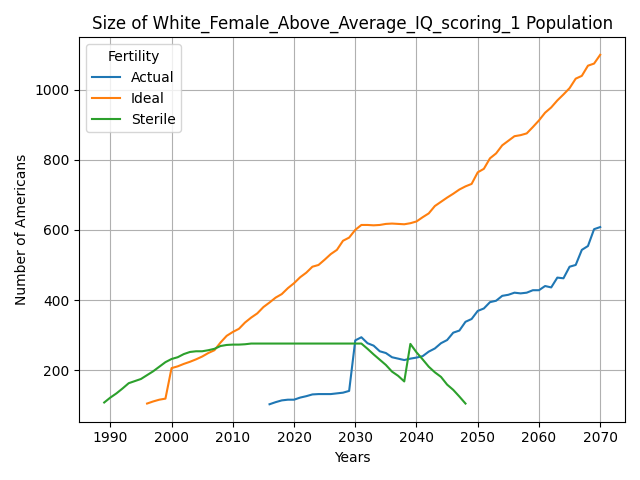 Size of White_Female_Above_Average_IQ_scoring_1 Population
Fertility
Actual
Ideal
Sterile
Number of Americans
1000
800
600
400
200
1990 2000 2010 2020 2030 2040 2050 2060 2070
Years